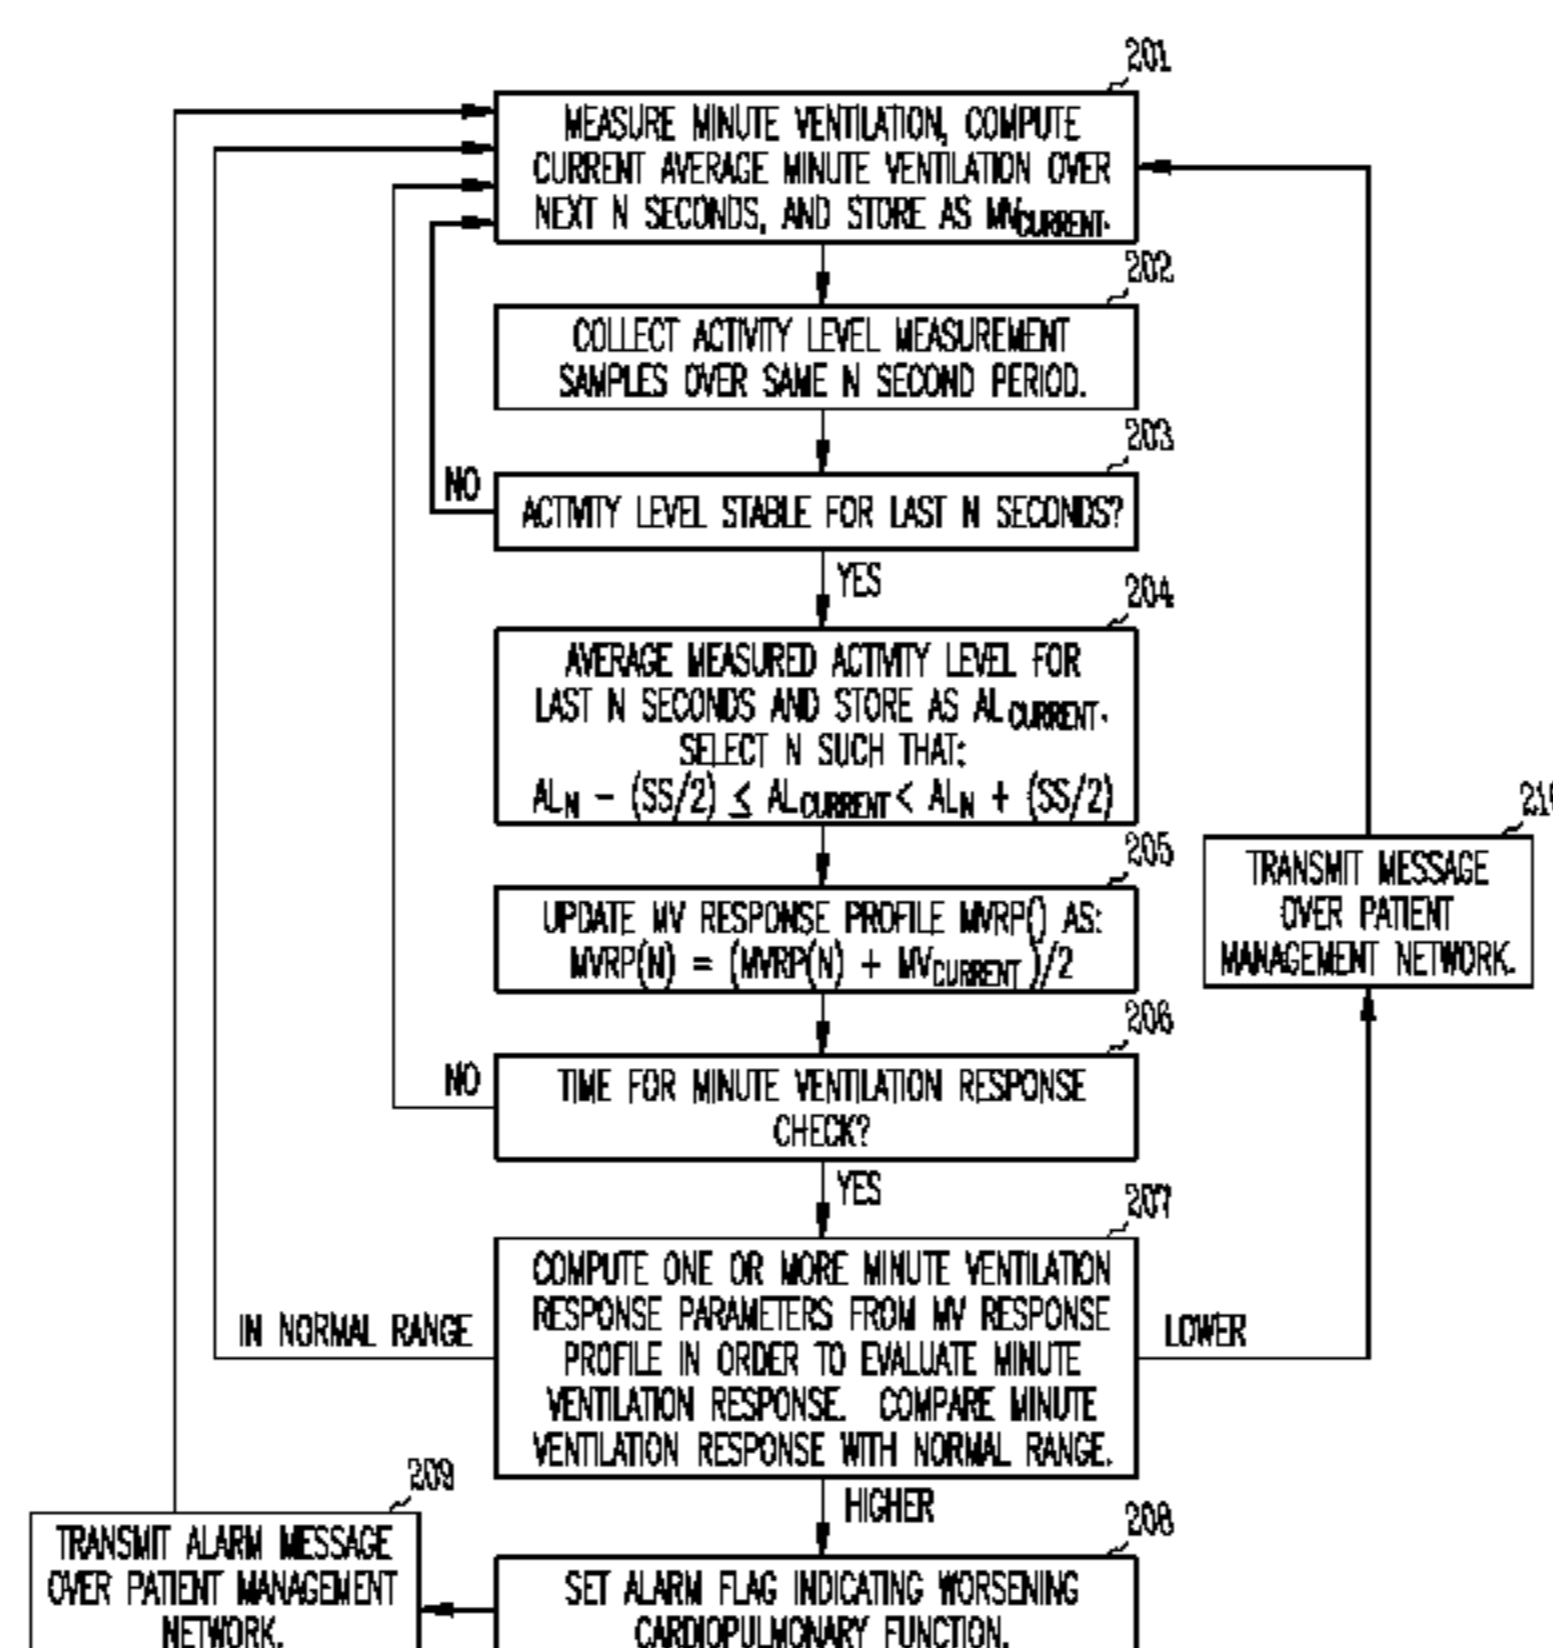 201
MEASURE MINUTE VENTILATION, COMPUTE
CURRENT AVERAGE MINUTE VENTILATION OVER
NEXT N SECONDS, AND STORE AS MVCURRENT.
202
COLLECT ACTIVITY LEVEL MEASUREMENT
SAMPLES OVER SAME N SECOND PERIOD.
203
NO
ACTIVITY LEVEL STABLE FOR LAST N SECONDS?
YES
204
AVERAGE MEASURED ACTIVITY LEVEL FOR
LAST N SECONDS AND STORE AS ALCURRENT.
SELECT N SUCH THAT:
ALN - (SS/2) ≤ ALCURRENT < ALN + (SS/2)
205
UPDATE MV RESPONSE PROFILE MVRP() AS:
MVRP(N) = (MVRP(N) + MVCURRENT)/2
TRANSMIT MESSAGE
OVER PATIENT
MANAGEMENT NETWORK.
206
NO
TIME FOR MINUTE VENTILATION RESPONSE
CHECK?
YES
207
COMPUTE ONE OR MORE MINUTE VENTILATION
RESPONSE PARAMETERS FROM MV RESPONSE
PROFILE IN ORDER TO EVALUATE MINUTE
VENTILATION RESPONSE. COMPARE MINUTE
VENTILATION RESPONSE WITH NORMAL RANGE.
IN NORMAL RANGE
LOWER
HIGHER
208
SET ALARM FLAG INDICATING WORSENING
CARDIOPULMONARY FUNCTION.
209
TRANSMIT ALARM MESSAGE
OVER PATIENT MANAGEMENT
NETWORK.